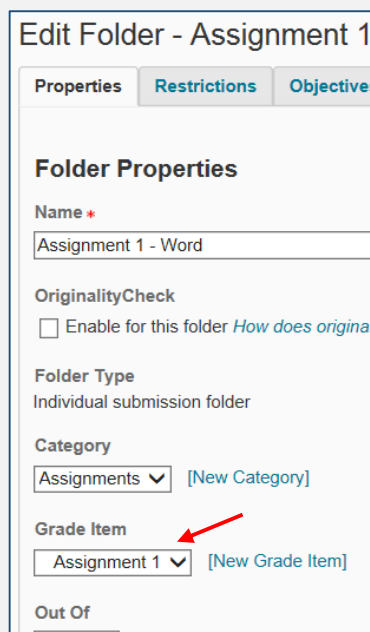 Edit Folder - Assignment 1
Properties Restrictions Objective
Folder Properties
Name *
Assignment 1 - Word
OriginalityCheck
Enable for this folder How does origina
Folder Type
Individual submission folder
Category
Assignments [New Category]
Grade Item
Assignment 1 [New Grade Item]
Out Of